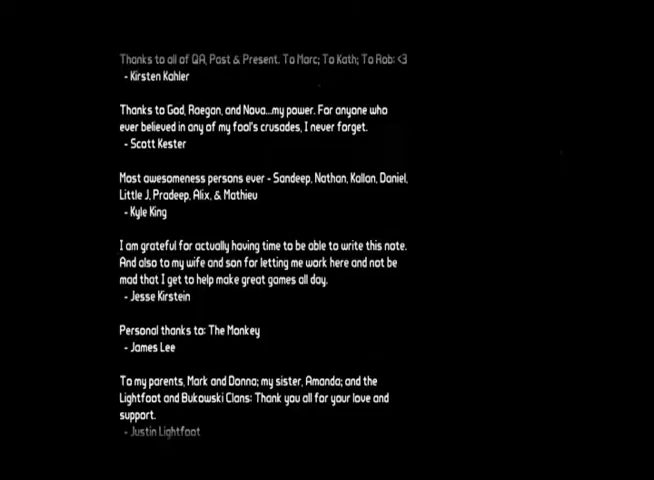 Thanks to all of QA, Past & Present. To Marc; To Kath; To Rob: <3
- Kirsten Kahler
Thanks to God, Raegan, and Nava...my power. For anyone who
ever believed in any of my fool's crusades, I never forget.
- Scott Kester
Most awesomeness persons ever - Sandeep, Nathan, Kallan, Daniel,
Little J, Pradeep, Alix, & Mathieu
- Kyle King
I am grateful for actually having time to be able to write this note.
And also to my wife and son for letting me work here and not be
mad that I get to help make great games all day.
- Jesse Kirstein
Personal thanks to: The Monkey
- James Lee
To my parents, Mark and Donna; my sister, Amanda; and the
Lightfoot and Bukowski Clans: Thank you all for your love and
support.
- Justin Lightfoot